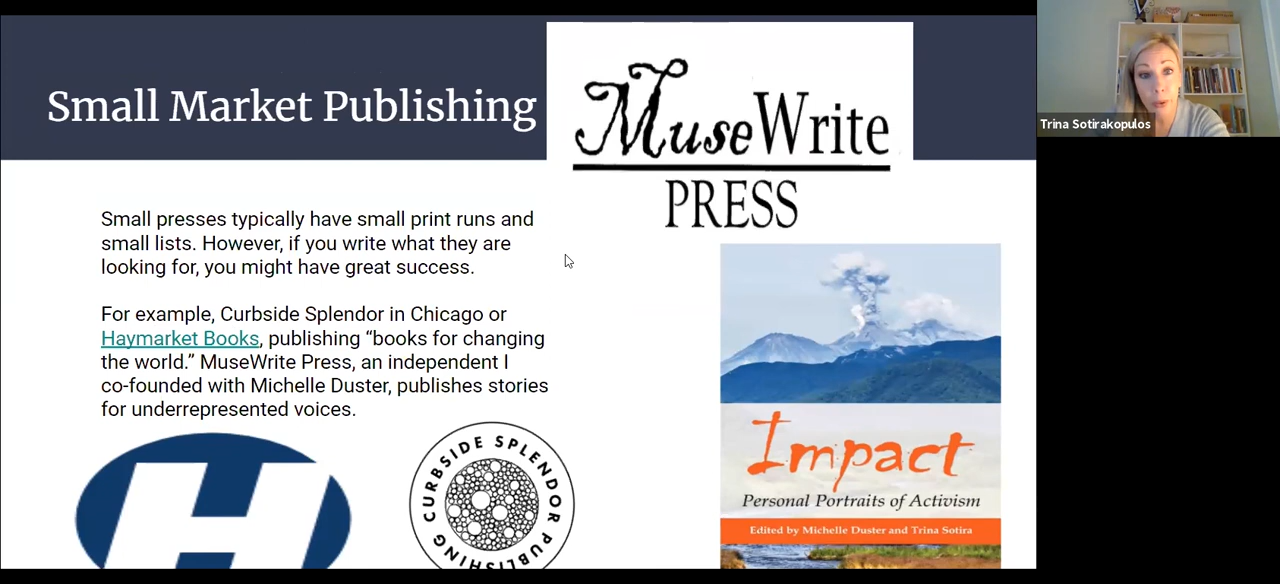 Small Market Publishing
MuseWrite
PRESS
Trina Sotirakopulos
Small presses typically have small print runs and
small lists. However, if you write what they are
looking for, you might have great success.
For example, Curbside Splendor in Chicago or
Haymarket Books, publishing “books for changing
the world.” MuseWrite Press, an independent I
co-founded with Michelle Duster, publishes stories
for underrepresented voices.
H
CURBSIDE SPLENDOR PUBLISHING
Impact
Personal Portraits of Activism
Edited by Michelle Duster and Trina Sotira